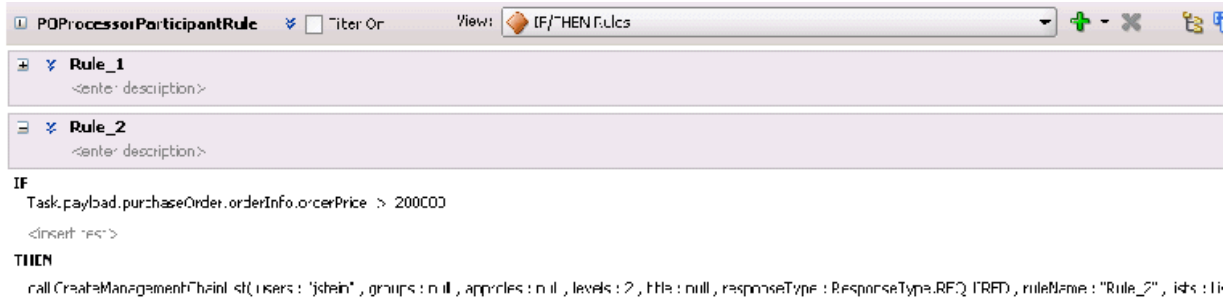 POProcessorParticipantRule Filter On View: IF/THEN Rules
Rule_1
<enter description>
Rule_2
<enter description>
IF
Task.payload.purchaseOrder.orderInfo.orderPrice > 200000
<insert test>
THEN
call CreateManagementChainList( users : "jstein" , groups : null , approles : null , levels : 2 , title : null , responseType : ResponseType.REQUIRED , ruleName : "Rule_2" , lists : Li